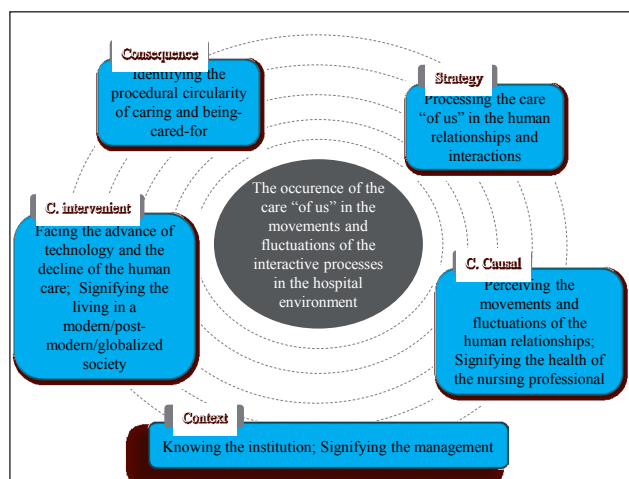 Consequence
Identifying the
procedural circularity
of caring and being-
cared-for
Strategy
Processing the care
“of us” in the human
relationships and
interactions
C. intervenient
Facing the advance of
technology and the
decline of the human
care; Signifying the
living in a
modern/post-
modern/globalized
society
The occurence of the
care “of us” in the
movements and
fluctuations of the
interactive processes
in the hospital
environment
C. Causal
Perceiving the
movements and
fluctuations of the
human relationships;
Signifying the health of
the nursing professional
Context
Knowing the institution; Signifying the management